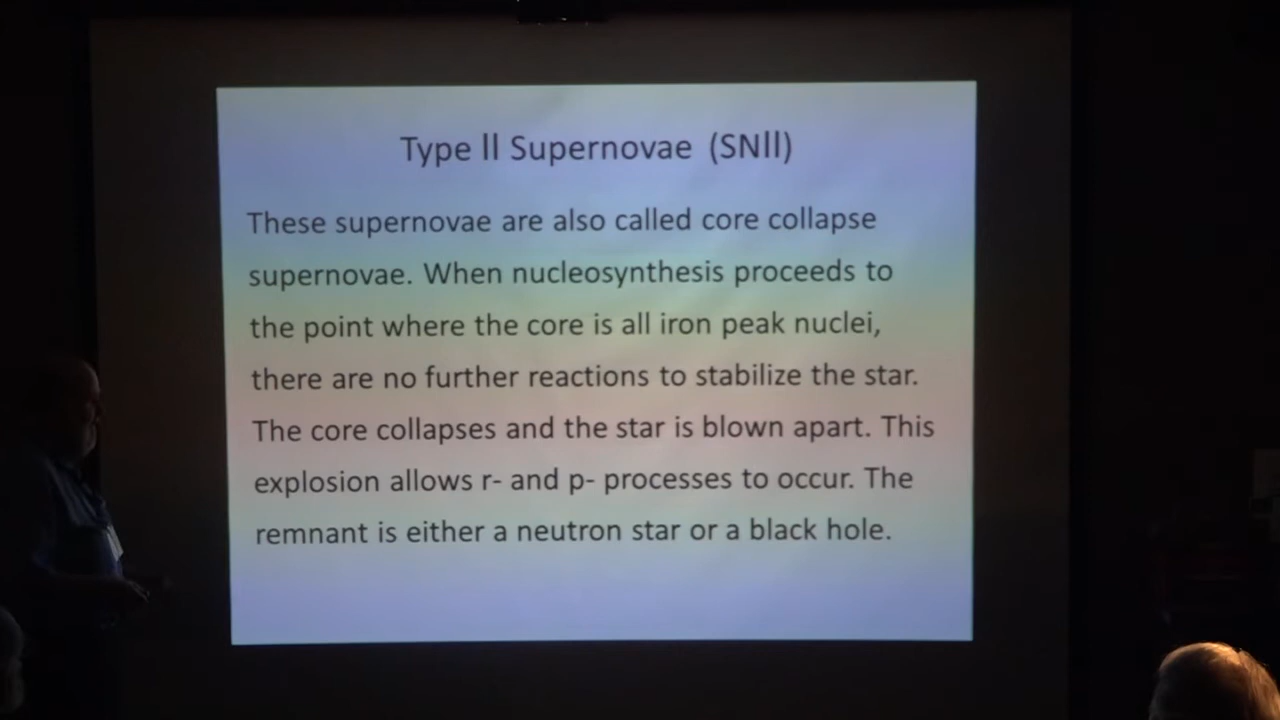 Type ll Supernovae (SNll)
These supernovae are also called core collapse
supernovae. When nucleosynthesis proceeds to
the point where the core is all iron peak nuclei,
there are no further reactions to stabilize the star.
The core collapses and the star is blown apart. This
explosion allows r- and p- processes to occur. The
remnant is either a neutron star or a black hole.